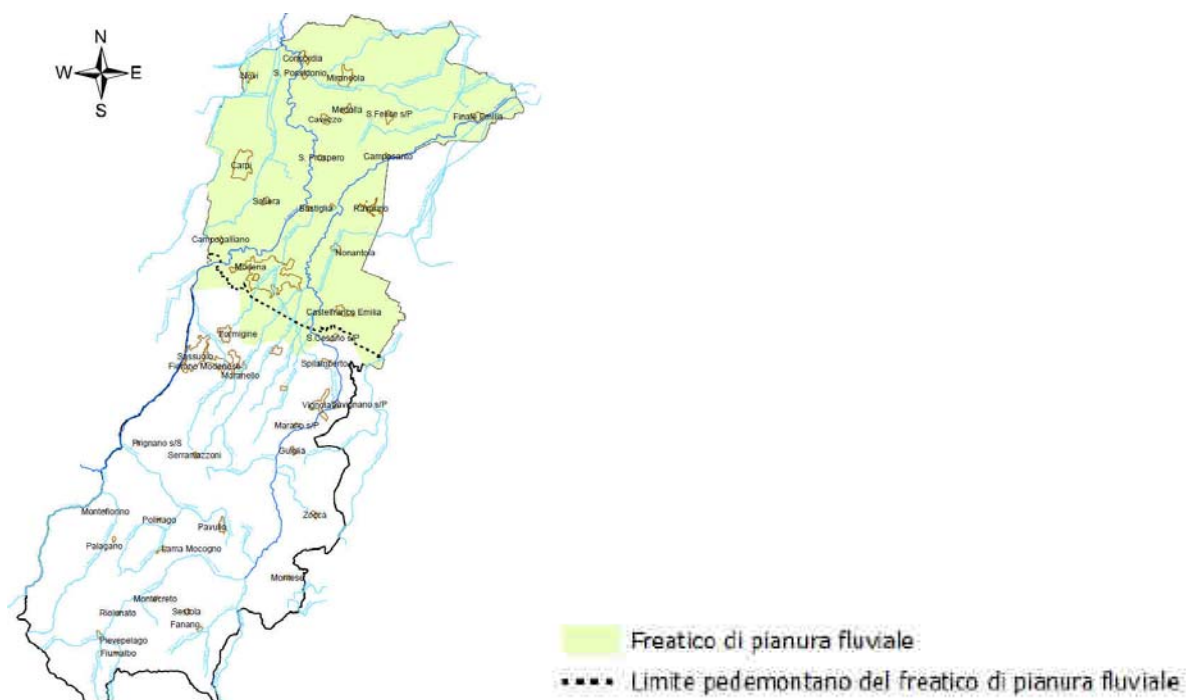 N
W E
S
Concordia
Novi
S. Possidonio
Mirandola
Medolla
Cavezzo
S.Felice s/P
Finale Emilia
Carpi
S. Prospero
Camposanto
Soliera
Bastiglia
Ravarino
Campogalliano
Nonantola
Modena
Castelfranco Emilia
Formigine
S.Cesario s/P
Sassuolo
Fiorano Modenese
Spilamberto
Maranello
Vignola
Savignano s/P
Marano s/P
Prignano s/S
Guiglia
Serramazzoni
Montefiorino
Polinago
Pavullo
Zocca
Palagano
Lama Mocogno
Montese
Montecreto
Riolunato
Sestola
Fanano
Pievepelago
Fiumalbo
Freatico di pianura fluviale
Limite pedemontano del freatico di pianura fluviale